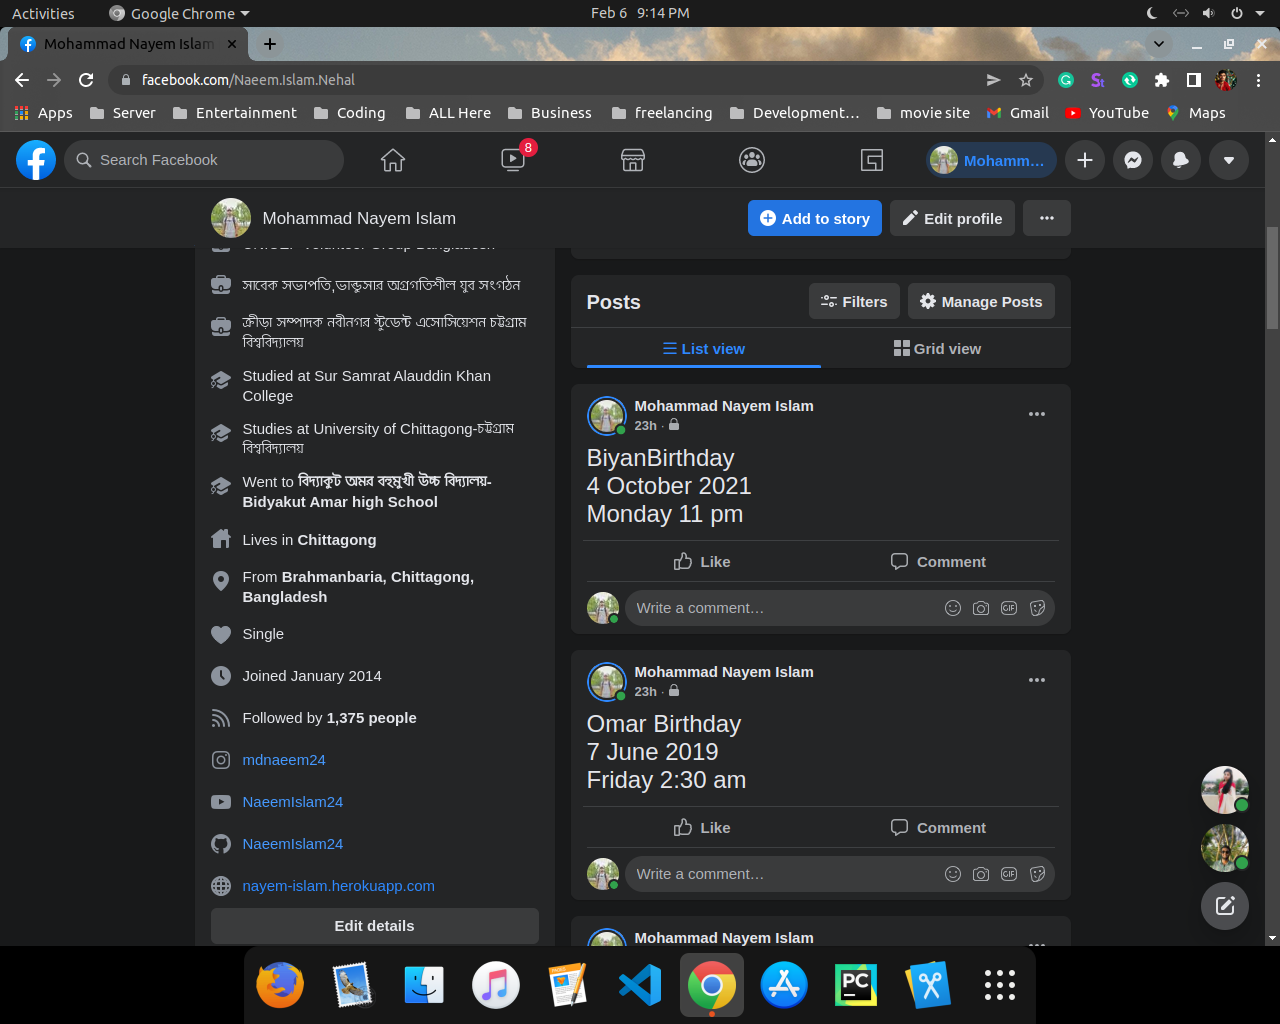 Activities
Google Chrome
Feb 6 9:14 PM
Mohammad Nayem Islam
facebook.com/Naeem.Islam.Nehal
Apps
Server
Entertainment
Coding
ALL Here
Business
freelancing
Development…
movie site
Gmail
YouTube
Maps
Search Facebook
8
Mohamm…
Mohammad Nayem Islam
Add to story
Edit profile
সাবেক সভাপতি,ভান্ডুসার অগ্রগতিশীল যুব সংগঠন
ক্রীড়া সম্পাদক নবীনগর স্টুডেন্ট এসোসিয়েশন চট্টগ্রাম
বিশ্ববিদ্যালয়
Studied at Sur Samrat Alauddin Khan
College
Studies at University of Chittagong-চট্টগ্রাম
বিশ্ববিদ্যালয়
Went to বিদ্যাকুট অমর বহুমুখী উচ্চ বিদ্যালয়-
Bidyakut Amar high School
Lives in Chittagong
From Brahmanbaria, Chittagong,
Bangladesh
Single
Joined January 2014
Followed by 1,375 people
mdnaeem24
NaeemIslam24
NaeemIslam24
nayem-islam.herokuapp.com
Edit details
Posts
Filters
Manage Posts
List view
Grid view
Mohammad Nayem Islam
23h ·
BiyanBirthday
4 October 2021
Monday 11 pm
Like
Comment
Write a comment…
GIF
Mohammad Nayem Islam
23h ·
Omar Birthday
7 June 2019
Friday 2:30 am
Like
Comment
Write a comment…
GIF
Mohammad Nayem Islam
PC